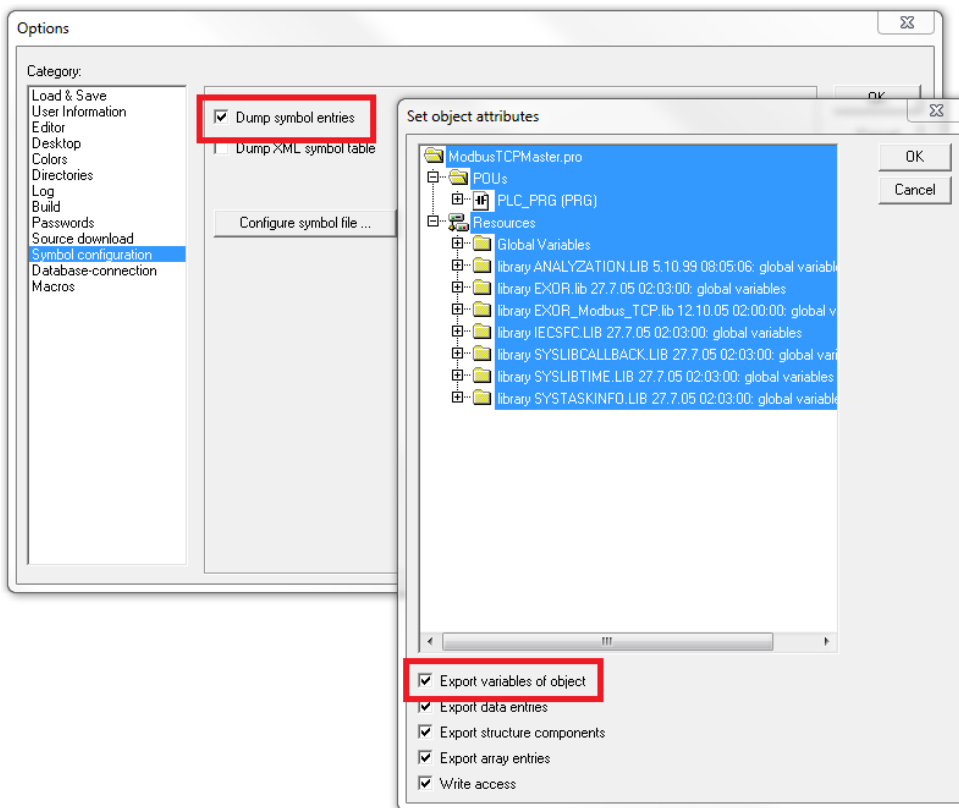 Options
Category:
Load & Save
User Information
Editor
Desktop
Colors
Directories
Log
Build
Passwords
Source download
Symbol configuration
Database-connection
Macros
Dump symbol entries
Dump XML symbol table
Configure symbol file ...
OK
Set object attributes
ModbusTCPMaster.pro
POUs
PLC_PRG (PRG)
Resources
Global Variables
library ANALYZATION.LIB 5.10.99 08:05:06: global variabl
library EXOR.lib 27.7.05 02:03:00: global variables
library EXOR_Modbus_TCP.lib 12.10.05 02:00:00: global v
library IECSFC.LIB 27.7.05 02:03:00: global variables
library SYSLIBCALLBACK.LIB 27.7.05 02:03:00: global vari
library SYSLIBTIME.LIB 27.7.05 02:03:00: global variables
library SYSTASKINFO.LIB 27.7.05 02:03:00: global variable
OK
Cancel
Export variables of object
Export data entries
Export structure components
Export array entries
Write access